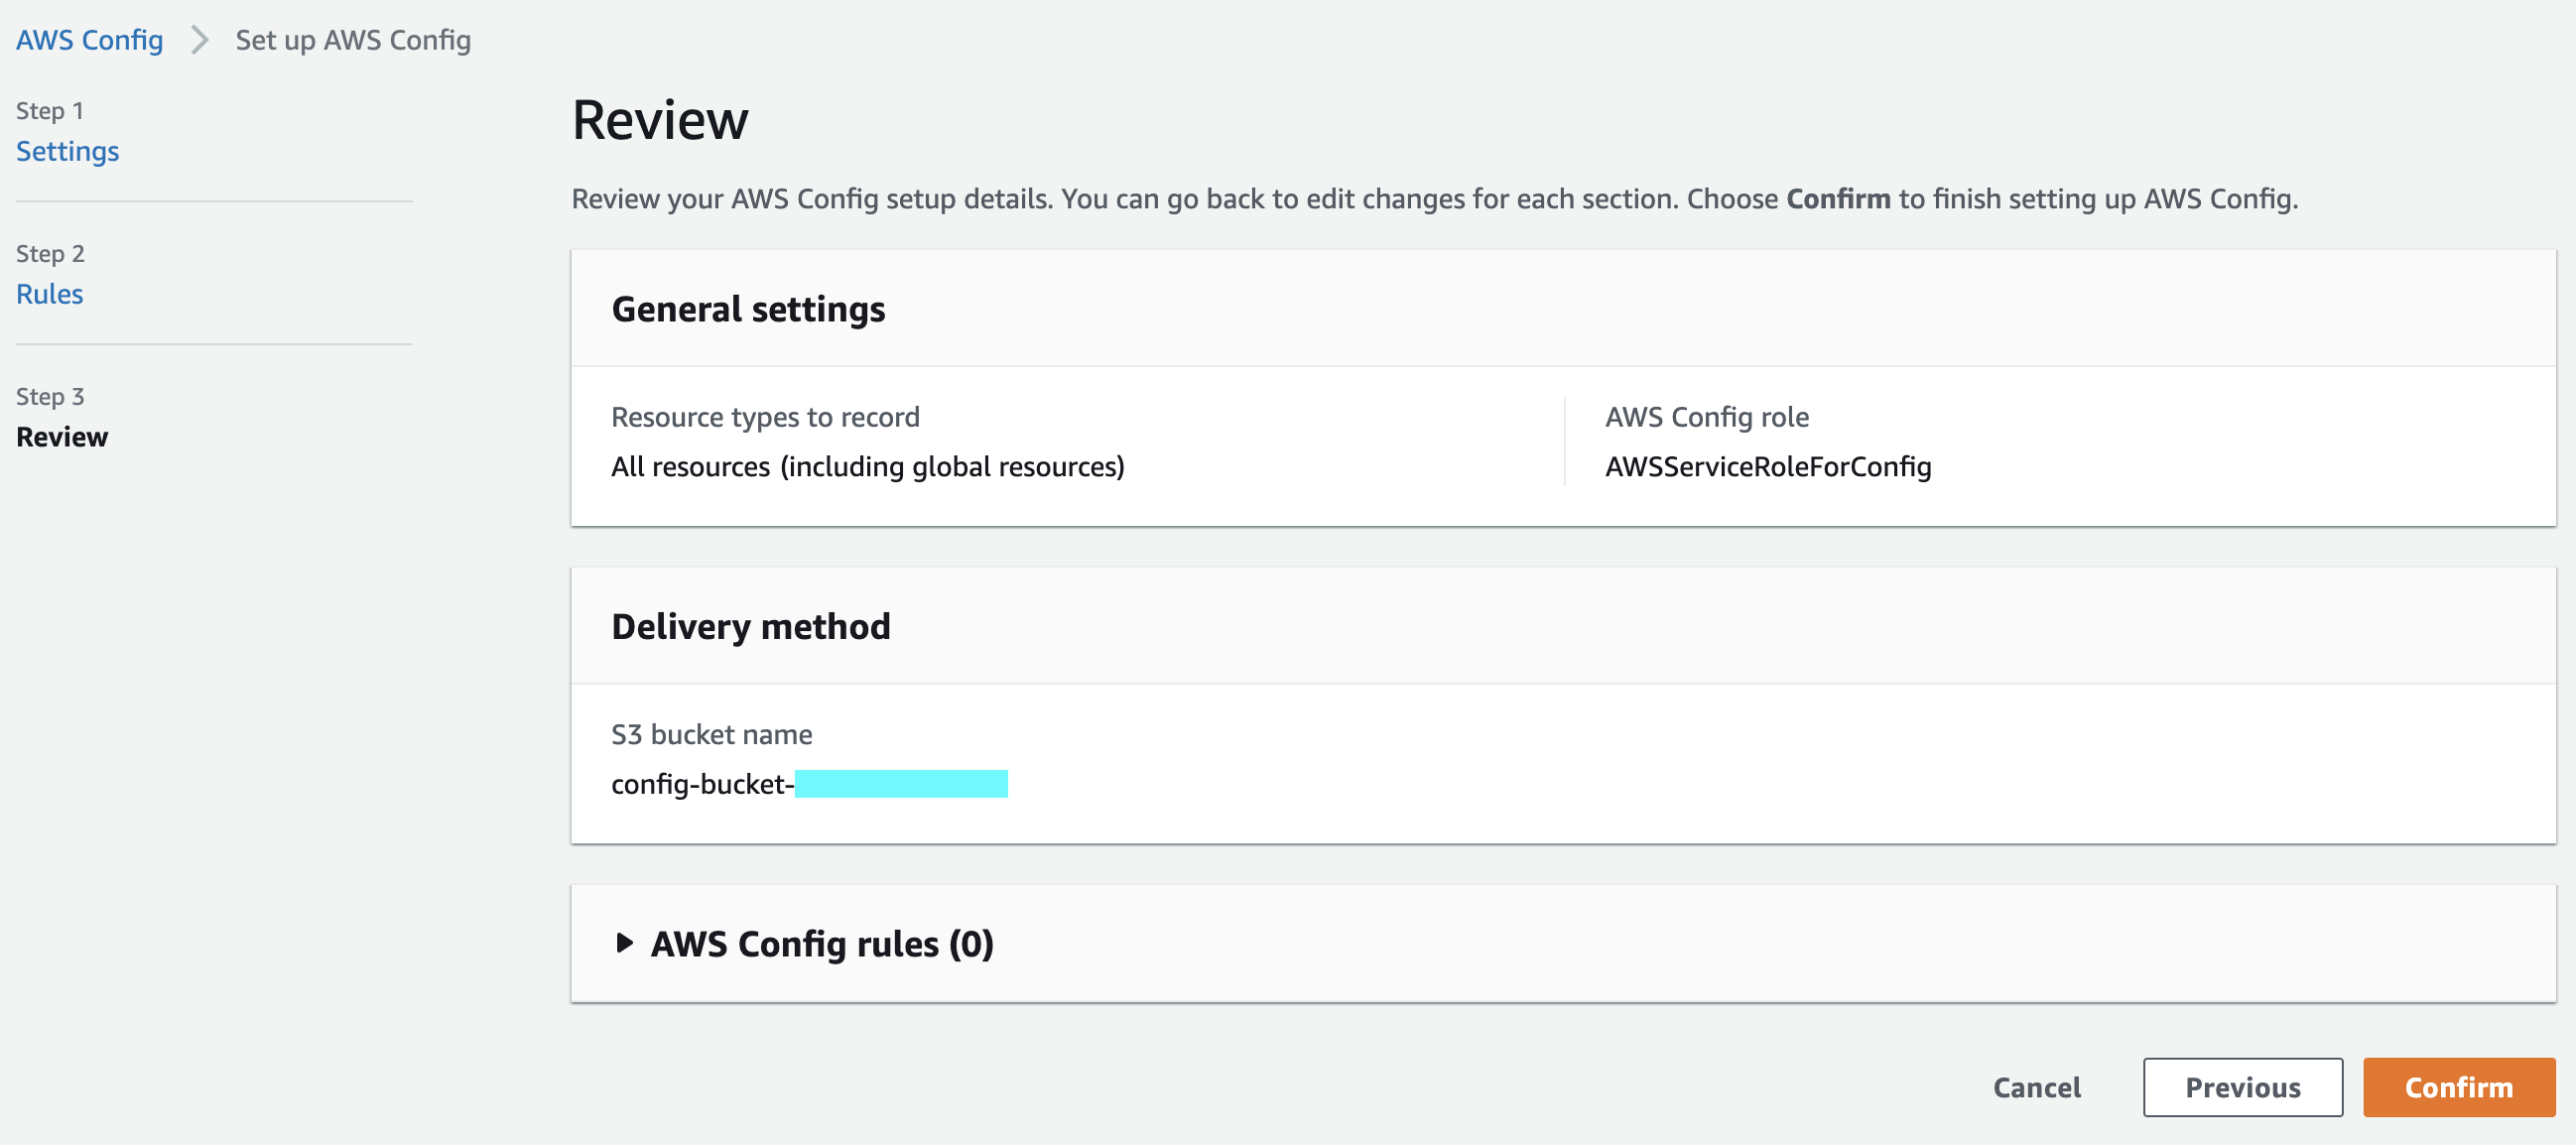 AWS Config > Set up AWS Config
Step 1
Settings
Step 2
Rules
Step 3
Review
Review
Review your AWS Config setup details. You can go back to edit changes for each section. Choose Confirm to finish setting up AWS Config.
General settings
Resource types to record
All resources (including global resources)
AWS Config role
AWSServiceRoleForConfig
Delivery method
S3 bucket name
config-bucket-
AWS Config rules (0)
Cancel
Previous
Confirm